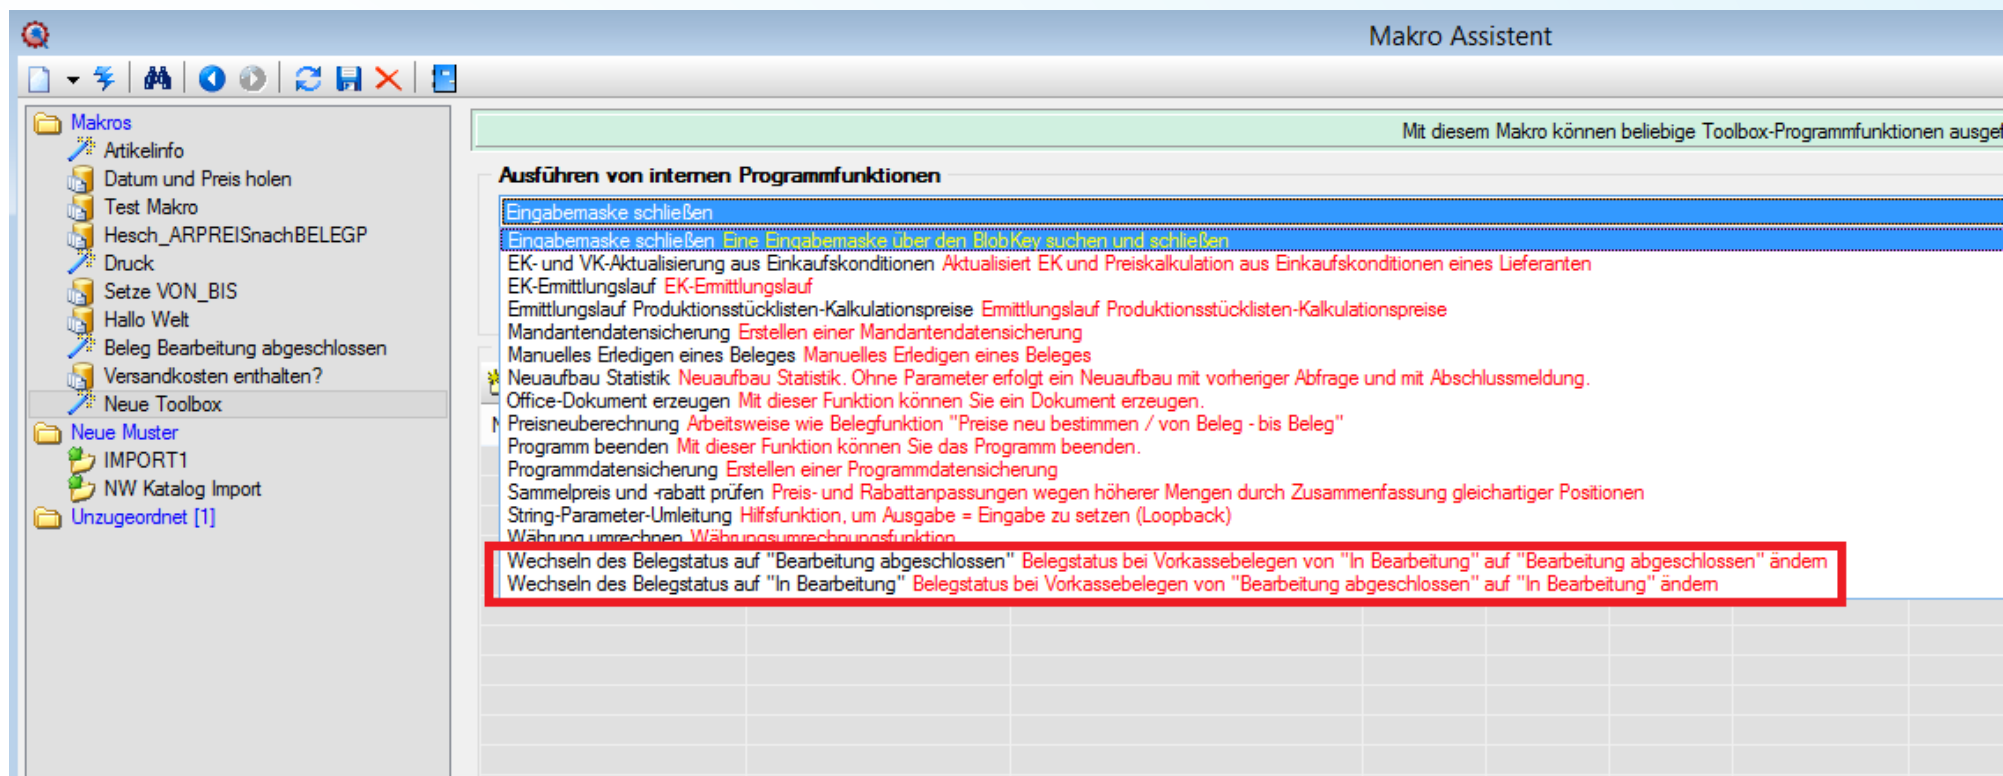 Makro Assistent
Makros
Artikelinfo
Datum und Preis holen
Test Makro
Hesch_ARPREISnachBELEGP
Druck
Setze VON_BIS
Hallo Welt
Beleg Bearbeitung abgeschlossen
Versandkosten enthalten?
Neue Toolbox
Neue Muster
IMPORT1
NW Katalog Import
Unzugeordnet [1]
Mit diesem Makro können beliebige Toolbox-Programmfunktionen
Ausführen von internen Programmfunktionen
Eingabemaske schließen
Eingabemaske schließen Eine Eingabemaske über den BlobKey suchen und schließen
EK- und VK-Aktualisierung aus Einkaufskonditionen Aktualisiert EK und Preiskalkulation aus Einkaufskonditionen eines Lieferanten
EK-Ermittlungslauf EK-Ermittlungslauf
Ermittlungslauf Produktionsstücklisten-Kalkulationspreise Ermittlungslauf Produktionsstücklisten-Kalkulationspreise
Mandantendatensicherung Erstellen einer Mandantendatensicherung
Manuelles Erledigen eines Beleges Manuelles Erledigen eines Beleges
Neuaufbau Statistik Neuaufbau Statistik. Ohne Parameter erfolgt ein Neuaufbau mit vorheriger Abfrage und mit Abschlussmeldung.
Office-Dokument erzeugen Mit dieser Funktion können Sie ein Dokument erzeugen.
Preisneuberechnung Arbeitsweise wie Belegfunktion "Preise neu bestimmen / von Beleg - bis Beleg"
Programm beenden Mit dieser Funktion können Sie das Programm beenden.
Programmdatensicherung Erstellen einer Programmdatensicherung
Sammelpreis und -rabatt prüfen Preis- und Rabattanpassungen wegen höherer Mengen durch Zusammenfassung gleichartiger Positionen
String-Parameter-Umleitung Hilfsfunktion, um Ausgabe = Eingabe zu setzen (Loopback)
Währung umrechnen Währungsumrechnungsfunktion
Wechseln des Belegstatus auf "Bearbeitung abgeschlossen" Belegstatus bei Vorkassebelegen von "In Bearbeitung" auf "Bearbeitung abgeschlossen" ändern
Wechseln des Belegstatus auf "In Bearbeitung" Belegstatus bei Vorkassebelegen von "Bearbeitung abgeschlossen" auf "In Bearbeitung" ändern